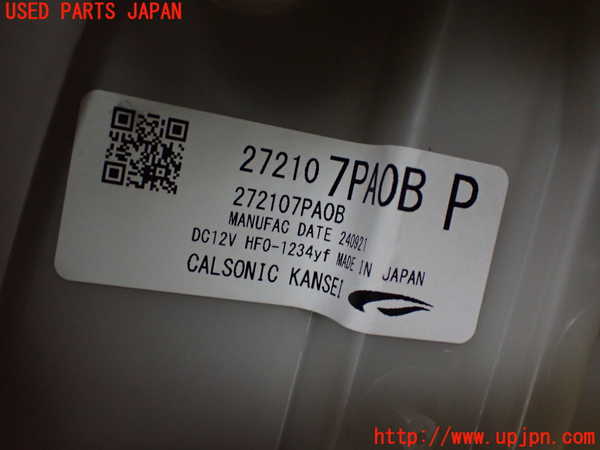 USED PARTS JAPAN
27210 7PA0B P
272107PA0B
MANUFAC DATE 240921
DC12V HFO-1234yf MADE IN JAPAN
CALSONIC KANSEI
http://www.upjpn.com/